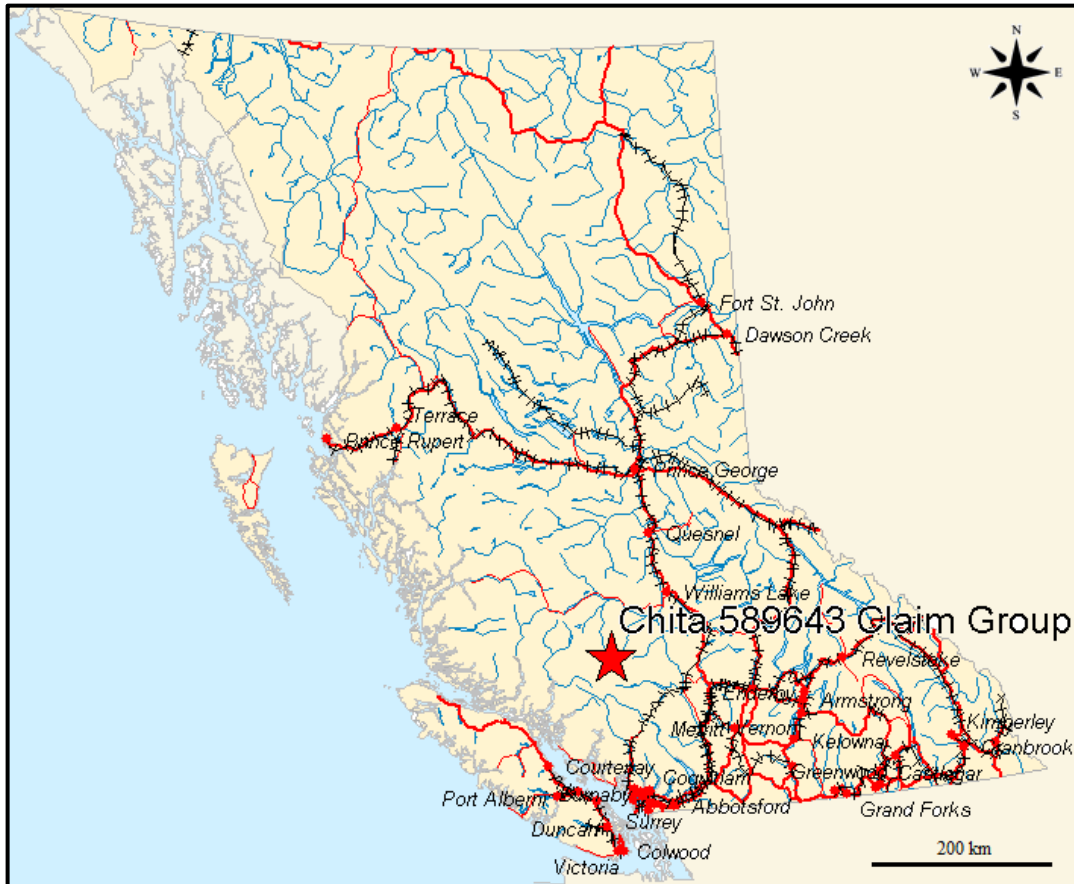 N
W E
S
Fort St. John
Dawson Creek
Terrace
Prince Rupert
Prince George
Quesnel
Williams Lake
Chita 589643 Claim Group
Revelstoke
Enderby
Armstrong
Kimberley
Merritt
Vernon
Cranbrook
Kelowna
Courtenay
Coquitlam
Greenwood
Castlegar
Port Alberni
Burnaby
Abbotsford
Grand Forks
Surrey
Duncan
Colwood
Victoria
200 km